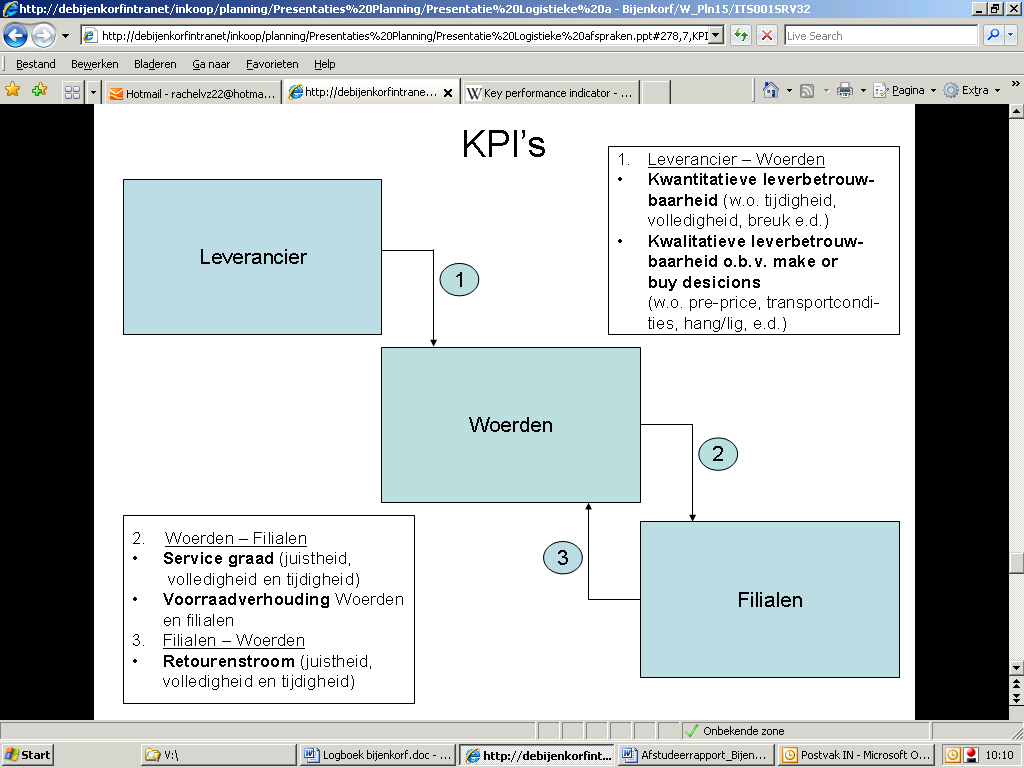 http://debijenkorfintranet/inkoop/planning/Presentaties%20Planning/Presentatie%20Logistieke%20a - Bijenkorf/W_Pln15/ITS001SRV32
http://debijenkorfintranet/inkoop/planning/Presentaties%20Planning/Presentatie%20Logistieke%20afspraken.ppt#278,7,KPI
Live Search
Bestand Bewerken Bladeren Ga naar Favorieten Help
Hotmail - rachelvz22@hotma... http://debijenkorfintrane... Key performance indicator - ... Pagina Extra
KPI's
1. Leverancier – Woerden
• Kwantitatieve leverbetrouw-
baarheid (w.o. tijdigheid,
volledigheid, breuk e.d.)
• Kwalitatieve leverbetrouw-
baarheid o.b.v. make or
buy desicions
(w.o. pre-price, transportcondi-
ties, hang/lig, e.d.)
Leverancier
1
Woerden
2
2. Woerden – Filialen
• Service graad (juistheid,
volledigheid en tijdigheid)
• Voorraadverhouding Woerden
en filialen
3. Filialen – Woerden
• Retourenstroom (juistheid,
volledigheid en tijdigheid)
3
Filialen
Onbekende zone
Start V:\ Logboek bijenkorf.doc - ... http://debijenkorfint... Afstudeerrapport_Bijen... Postvak IN - Microsoft O... 10:10